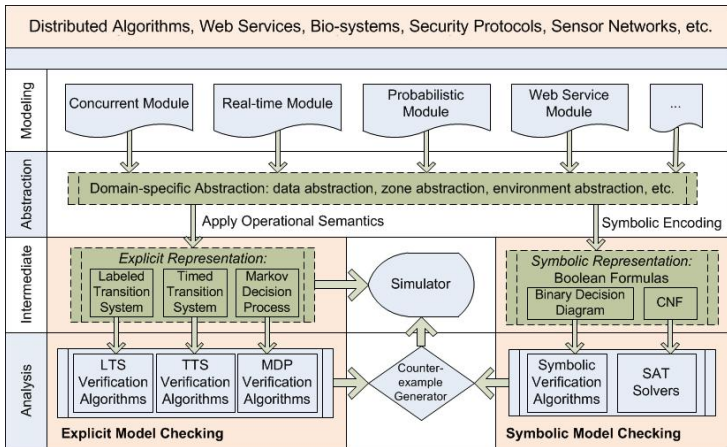 Distributed Algorithms, Web Services, Bio-systems, Security Protocols, Sensor Networks, etc.
Modeling
Concurrent Module
Real-time Module
Probabilistic
Module
Web Service
Module
...
Abstraction
Domain-specific Abstraction: data abstraction, zone abstraction, environment abstraction, etc.
Apply Operational Semantics
Symbolic Encoding
Intermediate
Explicit Representation:
Labeled
Transition
System
Timed
Transition
System
Markov
Decision
Process
Simulator
Symbolic Representation:
Boolean Formulas
Binary Decision
Diagram
CNF
Analysis
LTS
Verification
Algorithms
TTS
Verification
Algorithms
MDP
Verification
Algorithms
Counter-
example
Generator
Symbolic
Verification
Algorithms
SAT
Solvers
Explicit Model Checking
Symbolic Model Checking